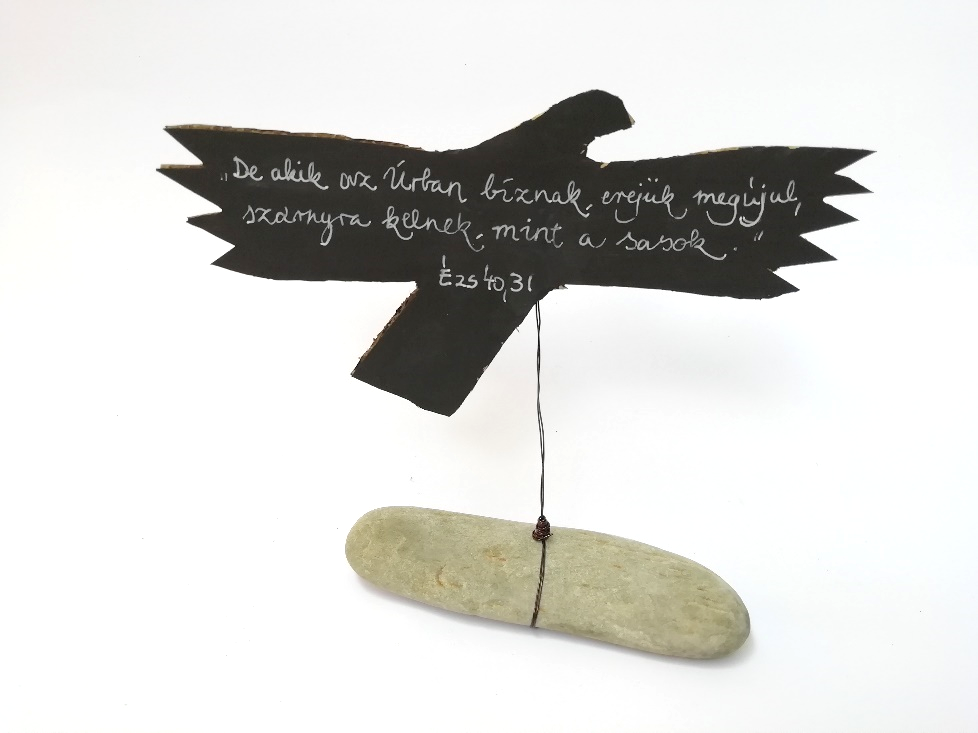 „De akik az Úrban bíznak, erejük megújul,
szárnyra kelnek, mint a sasok."
Ézs 40,31